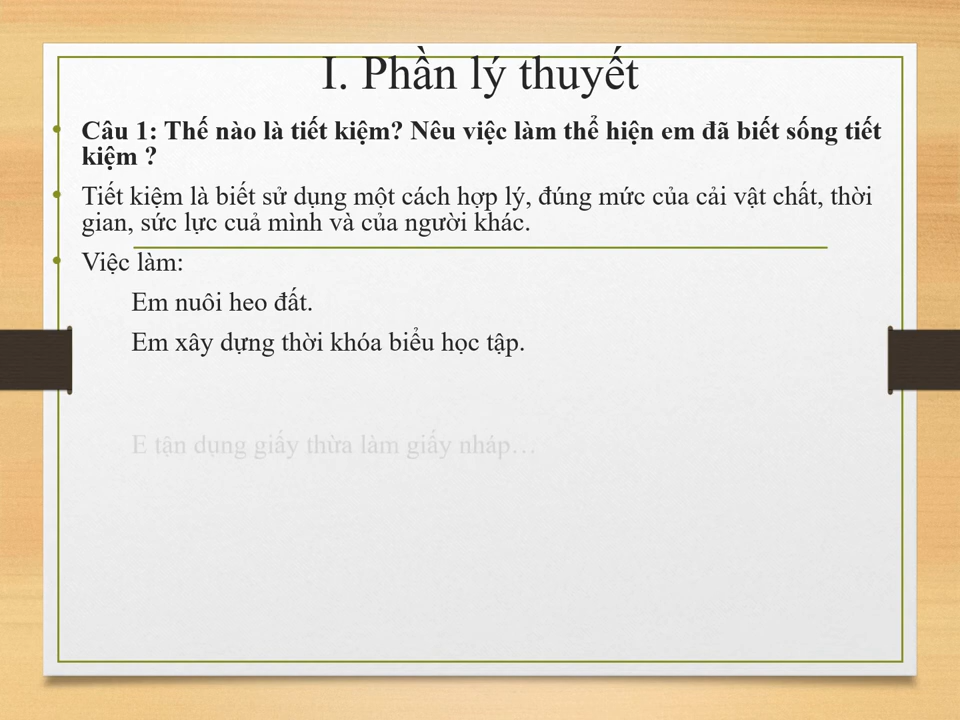 I. Phần lý thuyết
Câu 1: Thế nào là tiết kiệm? Nêu việc làm thể hiện em đã biết sống tiết
kiệm ?
Tiết kiệm là biết sử dụng một cách hợp lý, đúng mức của cải vật chất, thời
gian, sức lực cuả mình và của người khác.
Việc làm:
Em nuôi heo đất.
Em xây dựng thời khóa biểu học tập.
E tận dụng giấy thừa làm giấy nháp…